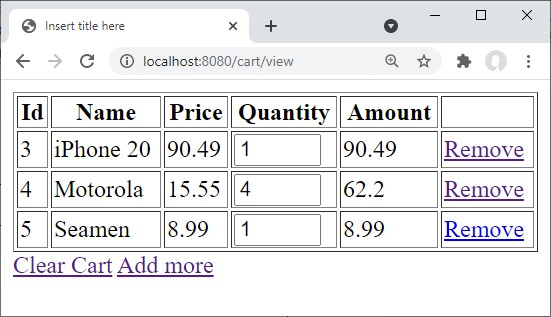 Insert title here
localhost:8080/cart/view
Id Name Price Quantity Amount
3 iPhone 20 90.49 1 90.49 Remove
4 Motorola 15.55 4 62.2 Remove
5 Seamen 8.99 1 8.99 Remove
Clear Cart Add more